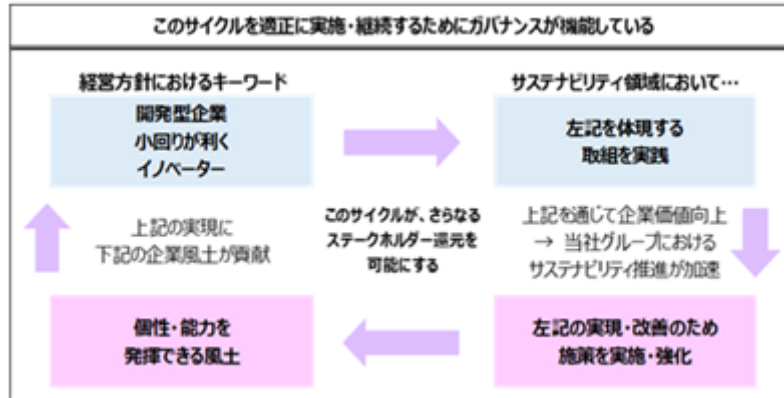 このサイクルを適正に実施・継続するためにガバナンスが機能している
経営方針におけるキーワード
開発型企業
小回りが利く
イノベーター
サステナビリティ領域において…
左記を体現する
取組を実践
上記の実現に
下記の企業風土が貢献
このサイクルが、さらなる
ステークホルダー還元を
可能にする
上記を通じて企業価値向上
→ 当社グループにおける
サステナビリティ推進が加速
個性・能力を
発揮できる風土
左記の実現・改善のため
施策を実施・強化